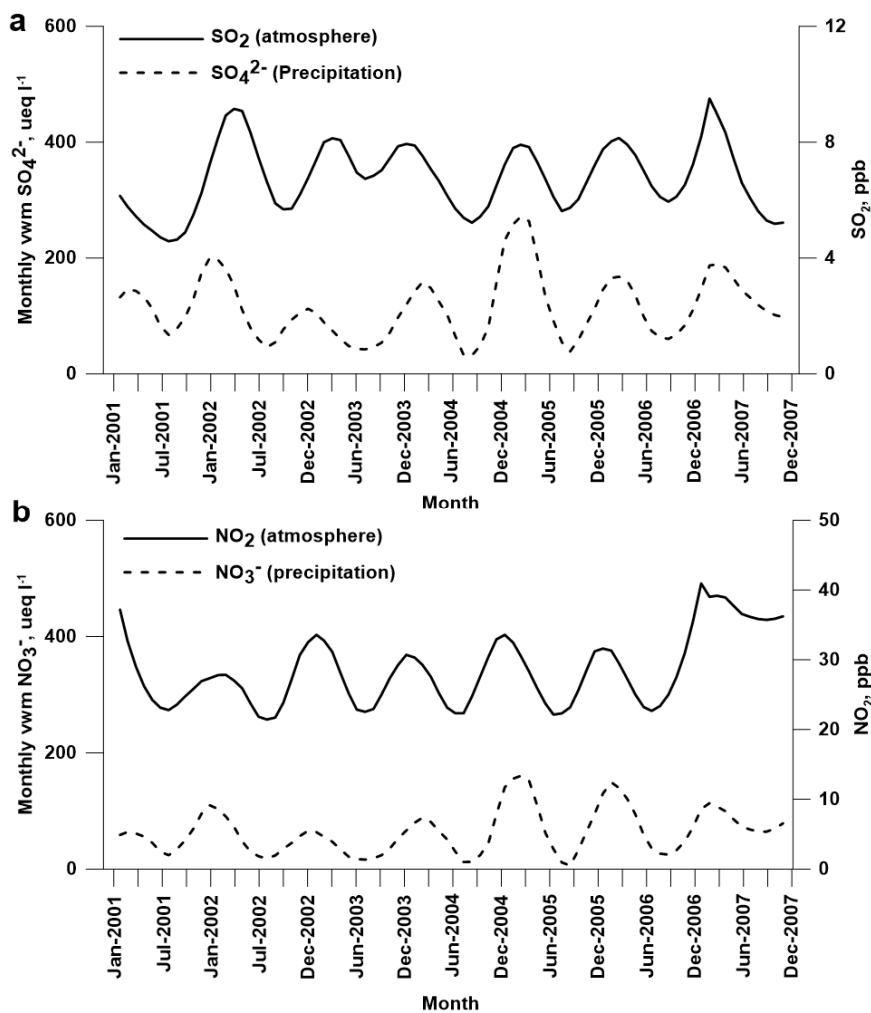 a
600
400
200
0
Monthly vwm SO₄²⁻, ueq l⁻¹
SO₂ (atmosphere)
SO₄²⁻ (Precipitation)
12
8
4
0
SO₂, ppb
Jan-2001
Jul-2001
Jan-2002
Jul-2002
Dec-2002
Jun-2003
Dec-2003
Jun-2004
Dec-2004
Jun-2005
Dec-2005
Jun-2006
Dec-2006
Jun-2007
Dec-2007
Month
b
600
400
200
0
Monthly vwm NO₃⁻, ueq l⁻¹
NO₂ (atmosphere)
NO₃⁻ (precipitation)
50
40
30
20
10
0
NO₂, ppb
Jan-2001
Jul-2001
Jan-2002
Jul-2002
Dec-2002
Jun-2003
Dec-2003
Jun-2004
Dec-2004
Jun-2005
Dec-2005
Jun-2006
Dec-2006
Jun-2007
Dec-2007
Month